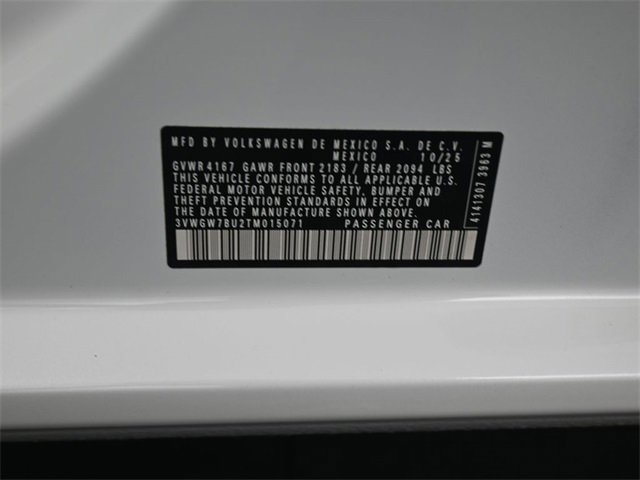 MFD BY VOLKSWAGEN DE MEXICO S.A. DE C.V.
MEXICO 10/25
GVWR 4167 GAWR FRONT 2183 / REAR 2094 LBS
THIS VEHICLE CONFORMS TO ALL APPLICABLE U.S.
FEDERAL MOTOR VEHICLE SAFETY, BUMPER AND
THEFT PREVENTION STANDARDS IN EFFECT ON
THE DATE OF MANUFACTURE SHOWN ABOVE.
3VWGW7BU2TM015071 PASSENGER CAR
4141307 3963 M